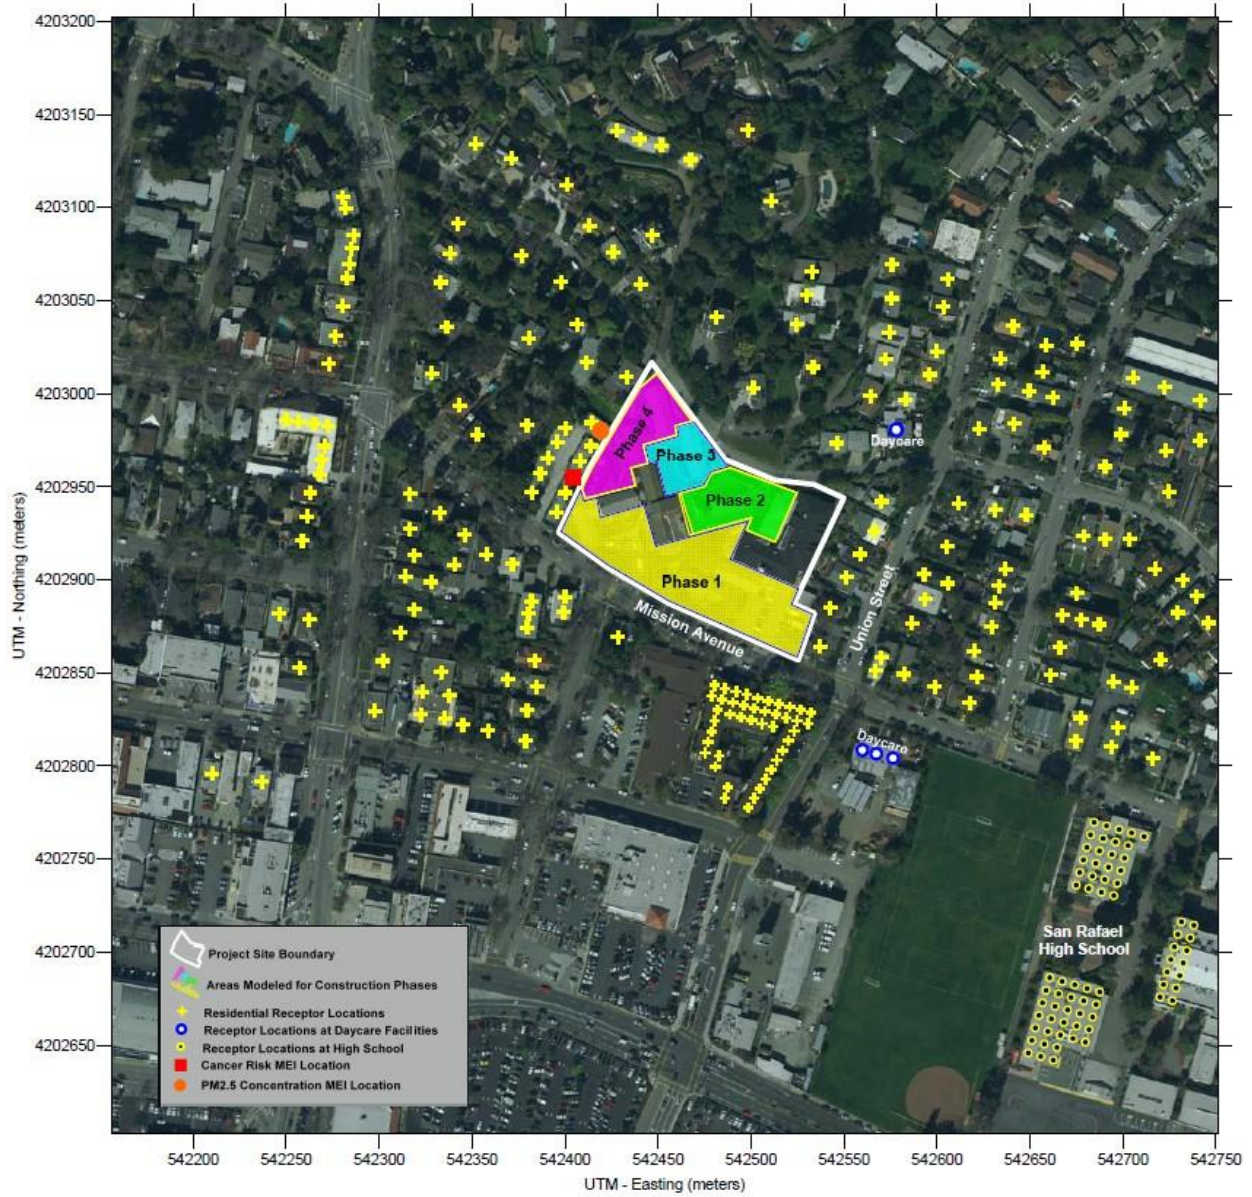 4203200
4203150
4203100
4203050
4203000
4202950
4202900
4202850
4202800
4202750
4202700
4202650
UTM - Northing (meters)
Phase 4
Phase 3
Phase 2
Phase 1
Mission Avenue
Union Street
Daycare
Daycare
San Rafael
High School
Project Site Boundary
Areas Modeled for Construction Phases
Residential Receptor Locations
Receptor Locations at Daycare Facilities
Receptor Locations at High School
Cancer Risk MEI Location
PM2.5 Concentration MEI Location
542200 542250 542300 542350 542400 542450 542500 542550 542600 542650 542700 542750
UTM - Easting (meters)